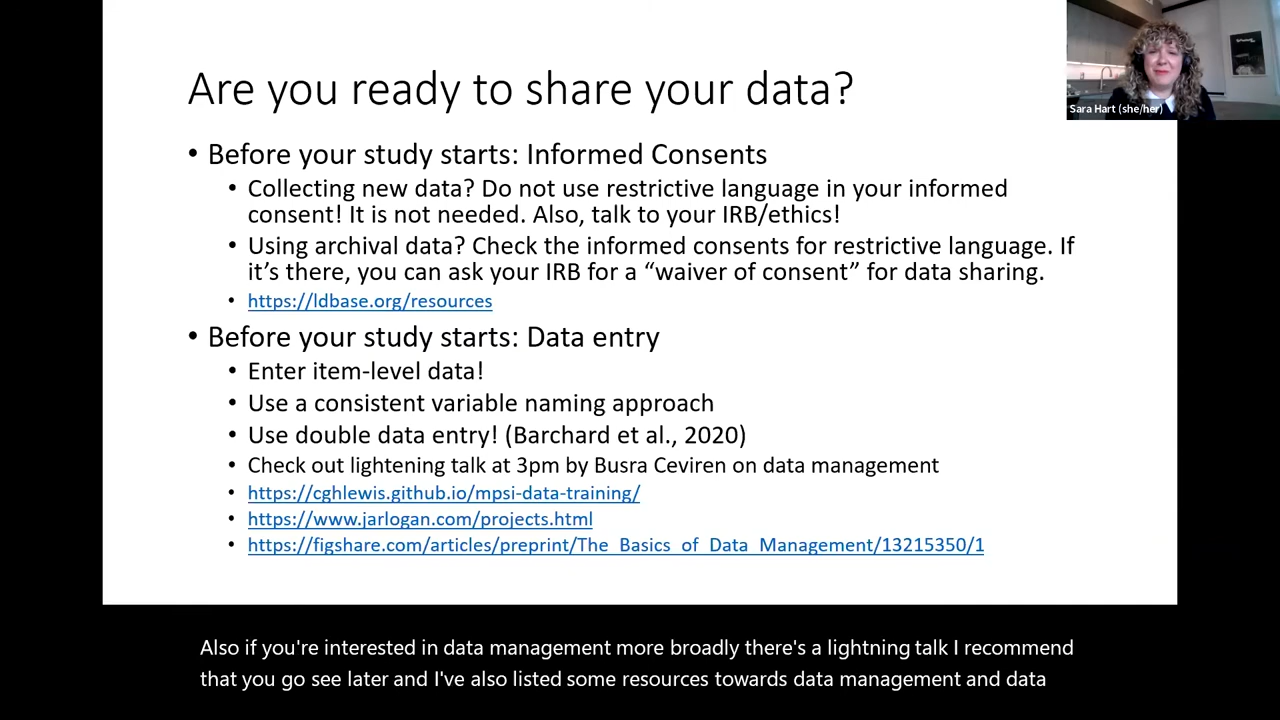 Are you ready to share your data?
Sara Hart (she/her)
• Before your study starts: Informed Consents
• Collecting new data? Do not use restrictive language in your informed
consent! It is not needed. Also, talk to your IRB/ethics!
• Using archival data? Check the informed consents for restrictive language. If
it’s there, you can ask your IRB for a “waiver of consent” for data sharing.
• https://ldbase.org/resources
• Before your study starts: Data entry
• Enter item-level data!
• Use a consistent variable naming approach
• Use double data entry! (Barchard et al., 2020)
• Check out lightening talk at 3pm by Busra Ceviren on data management
• https://cghlewis.github.io/mpsi-data-training/
• https://www.jarlogan.com/projects.html
• https://figshare.com/articles/preprint/The_Basics_of_Data_Management/13215350/1
Also if you're interested in data management more broadly there's a lightning talk I recommend
that you go see later and I've also listed some resources towards data management and data